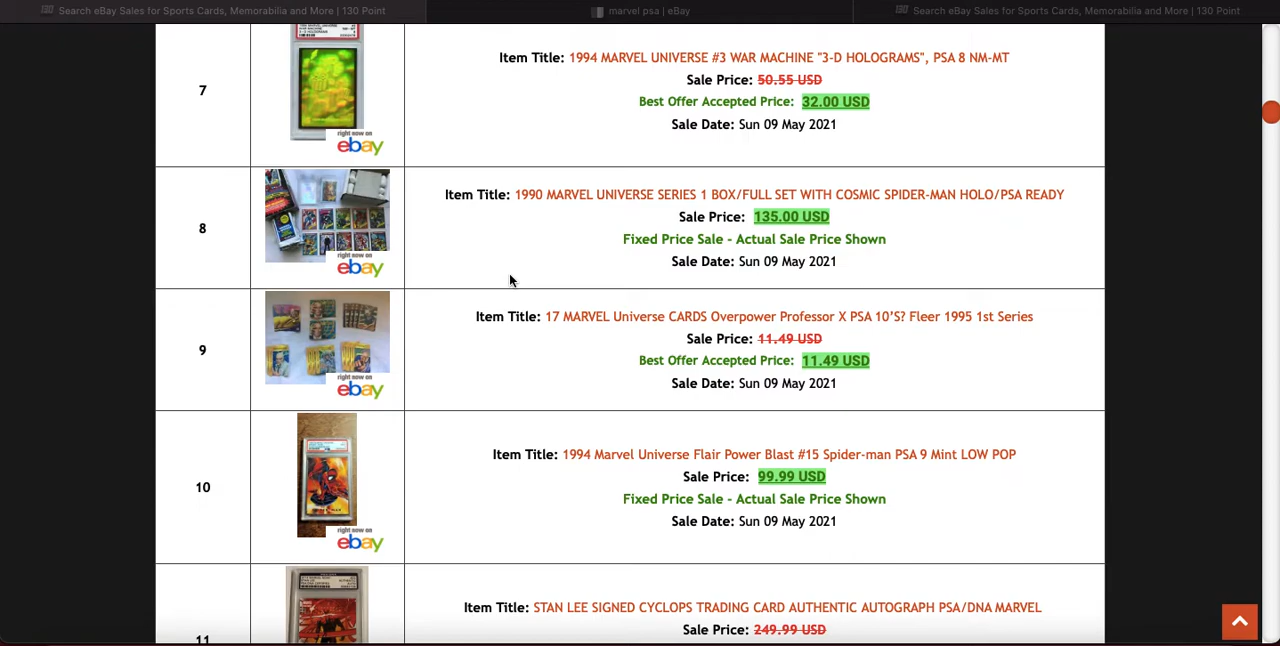 Search eBay Sales for Sports Cards, Memorabilia and More | 130 Point
marvel psa | eBay
Search eBay Sales for Sports Cards, Memorabilia and More | 130 Point
7
right now on
ebay
Item Title: 1994 MARVEL UNIVERSE #3 WAR MACHINE "3-D HOLOGRAMS", PSA 8 NM-MT
Sale Price: 50.55 USD
Best Offer Accepted Price: 32.00 USD
Sale Date: Sun 09 May 2021
8
right now on
ebay
Item Title: 1990 MARVEL UNIVERSE SERIES 1 BOX/FULL SET WITH COSMIC SPIDER-MAN HOLO/PSA READY
Sale Price: 135.00 USD
Fixed Price Sale - Actual Sale Price Shown
Sale Date: Sun 09 May 2021
9
right now on
ebay
Item Title: 17 MARVEL Universe CARDS Overpower Professor X PSA 10'S? Fleer 1995 1st Series
Sale Price: 11.49 USD
Best Offer Accepted Price: 11.49 USD
Sale Date: Sun 09 May 2021
10
right now on
ebay
Item Title: 1994 Marvel Universe Flair Power Blast #15 Spider-man PSA 9 Mint LOW POP
Sale Price: 99.99 USD
Fixed Price Sale - Actual Sale Price Shown
Sale Date: Sun 09 May 2021
11
Item Title: STAN LEE SIGNED CYCLOPS TRADING CARD AUTHENTIC AUTOGRAPH PSA/DNA MARVEL
Sale Price: 249.99 USD